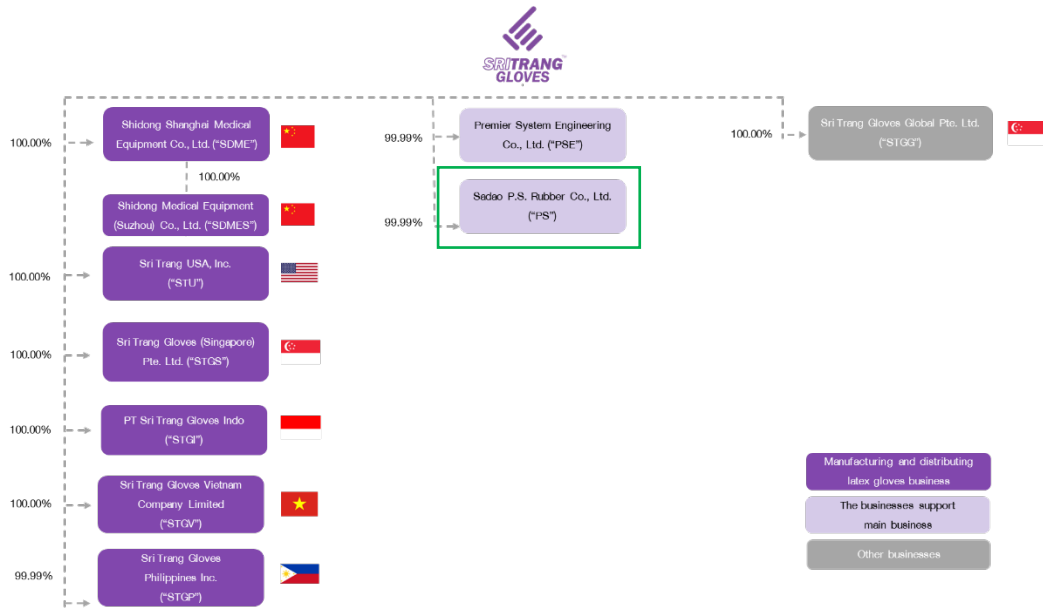 SRITRANG
GLOVES
100.00%
Shidong Shanghai Medical
Equipment Co., Ltd. ("SDME")
100.00%
Shidong Medical Equipment
(Suzhou) Co., Ltd. ("SDMES")
100.00%
Sri Trang USA, Inc.
("STU")
100.00%
Sri Trang Gloves (Singapore)
Pte. Ltd. ("STGS")
100.00%
PT Sri Trang Gloves Indo
("STGI")
100.00%
Sri Trang Gloves Vietnam
Company Limited
("STGV")
99.99%
Sri Trang Gloves
Philippines Inc.
("STGP")
99.99%
Premier System Engineering
Co., Ltd. ("PSE")
99.99%
Sadao P.S. Rubber Co., Ltd.
("PS")
100.00%
Sri Trang Gloves Global Pte. Ltd.
("STGG")
Manufacturing and distributing
latex gloves business
The businesses support
main business
Other businesses